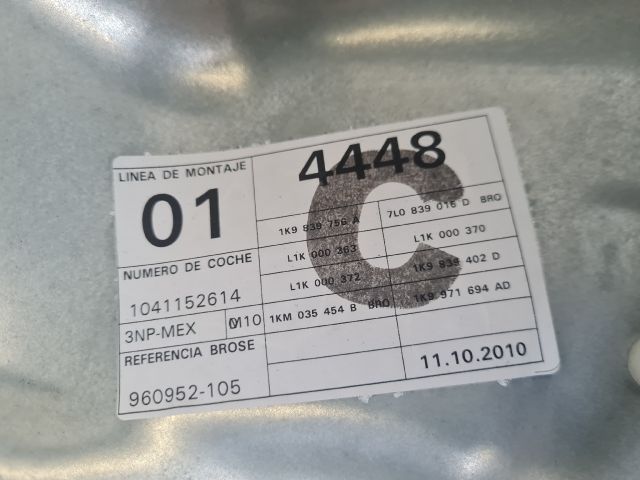 LINEA DE MONTAJE
01
4448
C
1K9 839 756 A
7L0 839 016 D BRO
L1K 000 363
L1K 000 370
NUMERO DE COCHE
L1K 000 372
1K9 839 402 D
1041152614
1KM 035 454 B BRO
1K9 971 694 AD
3NP-MEX
M10
REFERENCIA BROSE
960952-105
11.10.2010